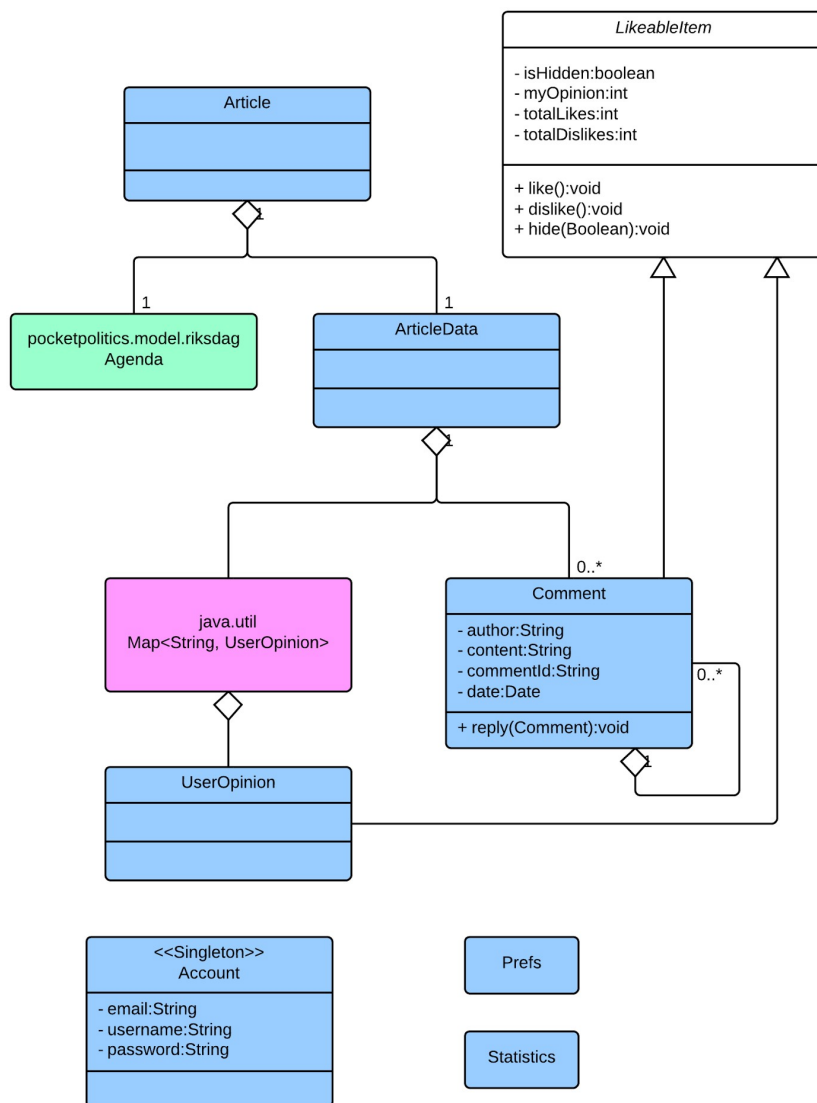 LikeableItem
- isHidden:boolean
- myOpinion:int
- totalLikes:int
- totalDislikes:int
+ like():void
+ dislike():void
+ hide(Boolean):void
Article
1
1
1
pocketpolitics.model.riksdag
Agenda
ArticleData
1
0..*
java.util
Map<String, UserOpinion>
Comment
- author:String
- content:String
- commentId:String
- date:Date
+ reply(Comment):void
0..*
1
UserOpinion
<<Singleton>>
Account
- email:String
- username:String
- password:String
Prefs
Statistics